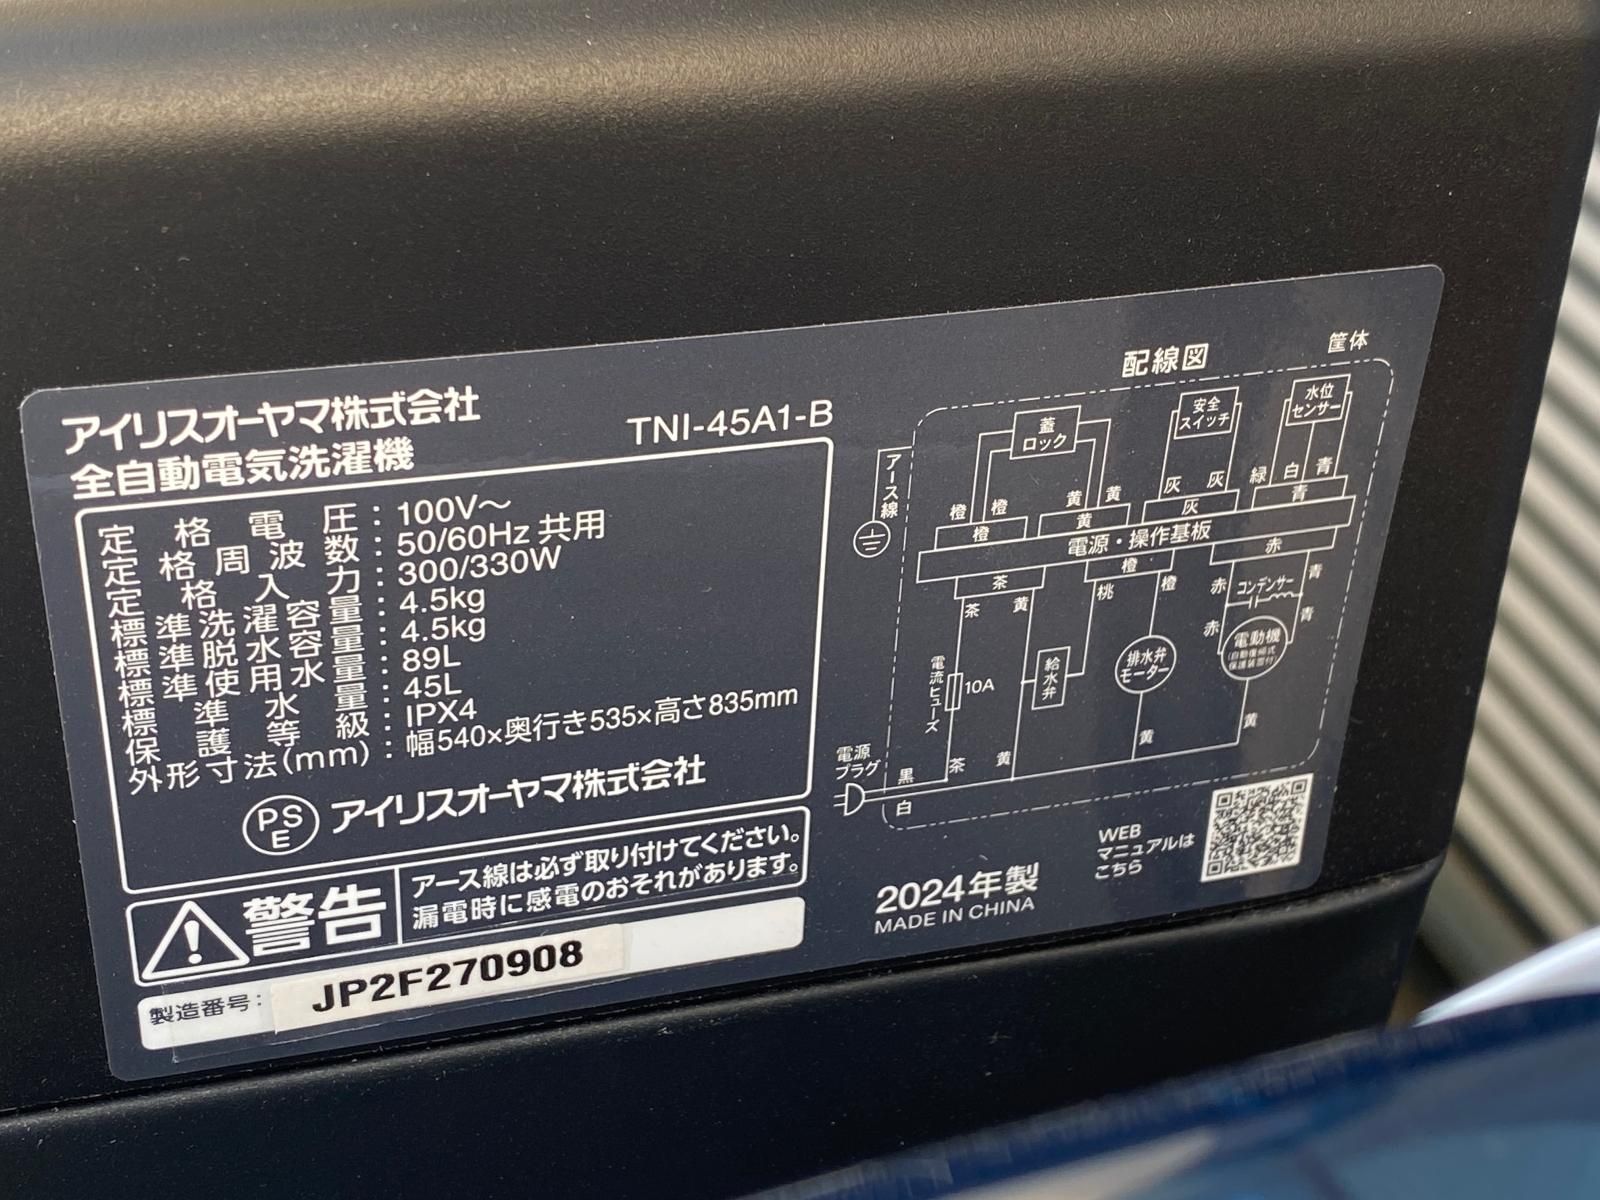 アイリスオーヤマ株式会社
全自動電気洗濯機
TNI-45A1-B
定格電圧：100V〜
定格周波数：50/60Hz 共用
定格入力：300/330W
標準洗濯容量：4.5kg
標準脱水容量：4.5kg
標準使用水量：89L
標準水量：45L
保護等級：IPX4
外形寸法(mm)：幅540×奥行き535×高さ835mm
PS
E
アイリスオーヤマ株式会社
警告
アース線は必ず取り付けてください。
漏電時に感電のおそれがあります。
製造番号：
JP2F270908
配線図
筐体
アース線
蓋
ロック
安全
スイッチ
水位
センサー
橙 橙 黄 黄 灰 灰 緑 白 青
橙 黄 灰 青
電源・操作基板
茶 橙 赤
茶 黄 桃 橙 赤 コンデンサー 青
赤 青
電流ヒューズ
10A
給水弁
排水弁
モーター
電動機
(自動復帰式
保護装置付)
黄 黄
電源
プラグ
黒 茶 黄
白
2024年製
MADE IN CHINA
WEB
マニュアルは
こちら